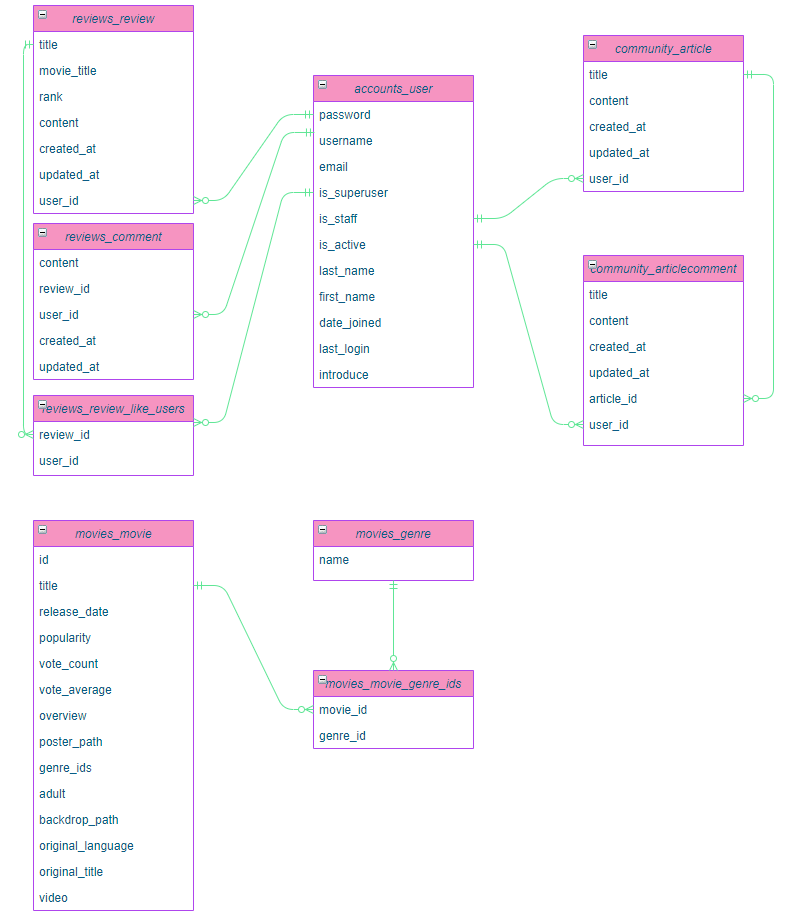 reviews_review
title
movie_title
rank
content
created_at
updated_at
user_id
reviews_comment
content
review_id
user_id
created_at
updated_at
reviews_review_like_users
review_id
user_id
accounts_user
password
username
email
is_superuser
is_staff
is_active
last_name
first_name
date_joined
last_login
introduce
community_article
title
content
created_at
updated_at
user_id
community_articlecomment
title
content
created_at
updated_at
article_id
user_id
movies_movie
id
title
release_date
popularity
vote_count
vote_average
overview
poster_path
genre_ids
adult
backdrop_path
original_language
original_title
video
movies_genre
name
movies_movie_genre_ids
movie_id
genre_id